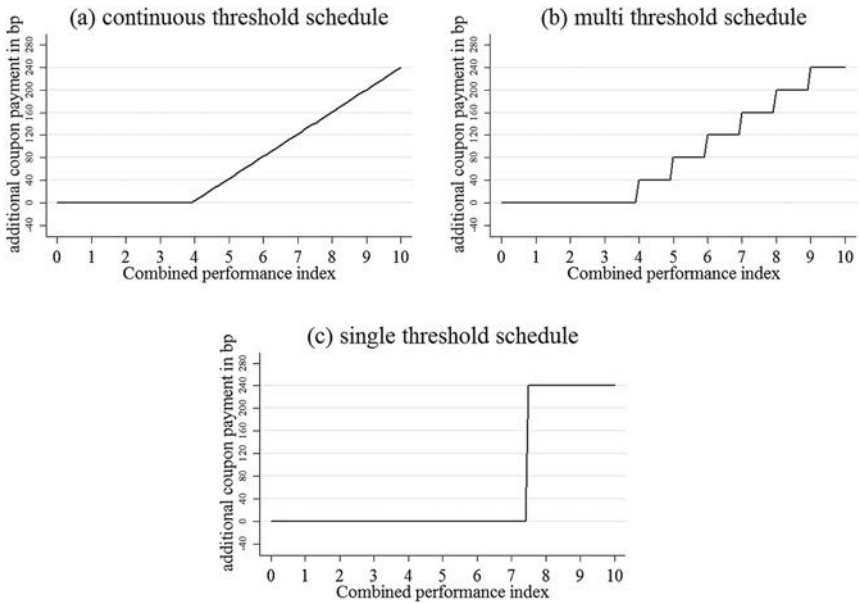 (a) continuous threshold schedule
additional coupon payment in bp
280
240
200
160
120
80
40
0
-40
0 1 2 3 4 5 6 7 8 9 10
Combined performance index
(b) multi threshold schedule
additional coupon payment in bp
280
240
200
160
120
80
40
0
-40
0 1 2 3 4 5 6 7 8 9 10
Combined performance index
(c) single threshold schedule
additional coupon payment in bp
280
240
200
160
120
80
40
0
-40
0 1 2 3 4 5 6 7 8 9 10
Combined performance index